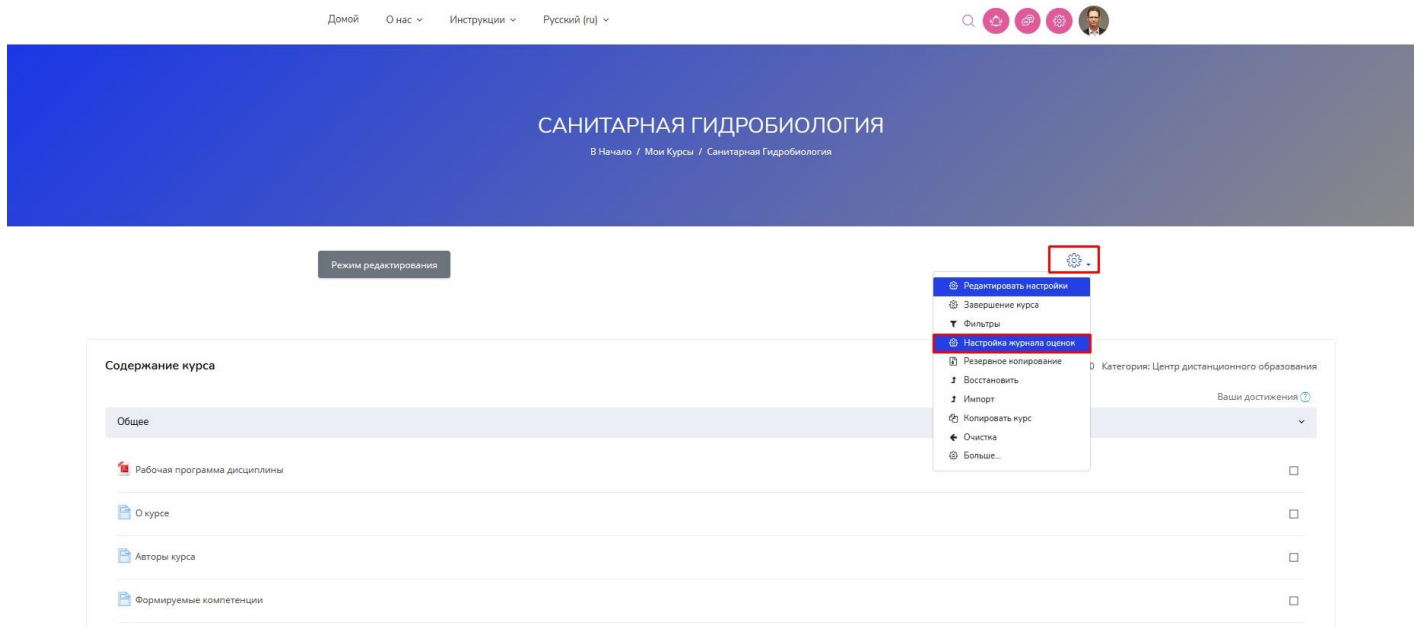 Домой О нас Инструкции Русский (ru)
САНИТАРНАЯ ГИДРОБИОЛОГИЯ
В Начало / Мои Курсы / Санитарная Гидробиология
Режим редактирования
Редактировать настройки
Завершение курса
Фильтры
Настройка журнала оценок
Резервное копирование
Восстановить
Импорт
Копировать курс
Очистка
Больше...
Содержание курса
Категория: Центр дистанционного образования
Ваши достижения
Общее
Рабочая программа дисциплины
О курсе
Авторы курса
Формируемые компетенции